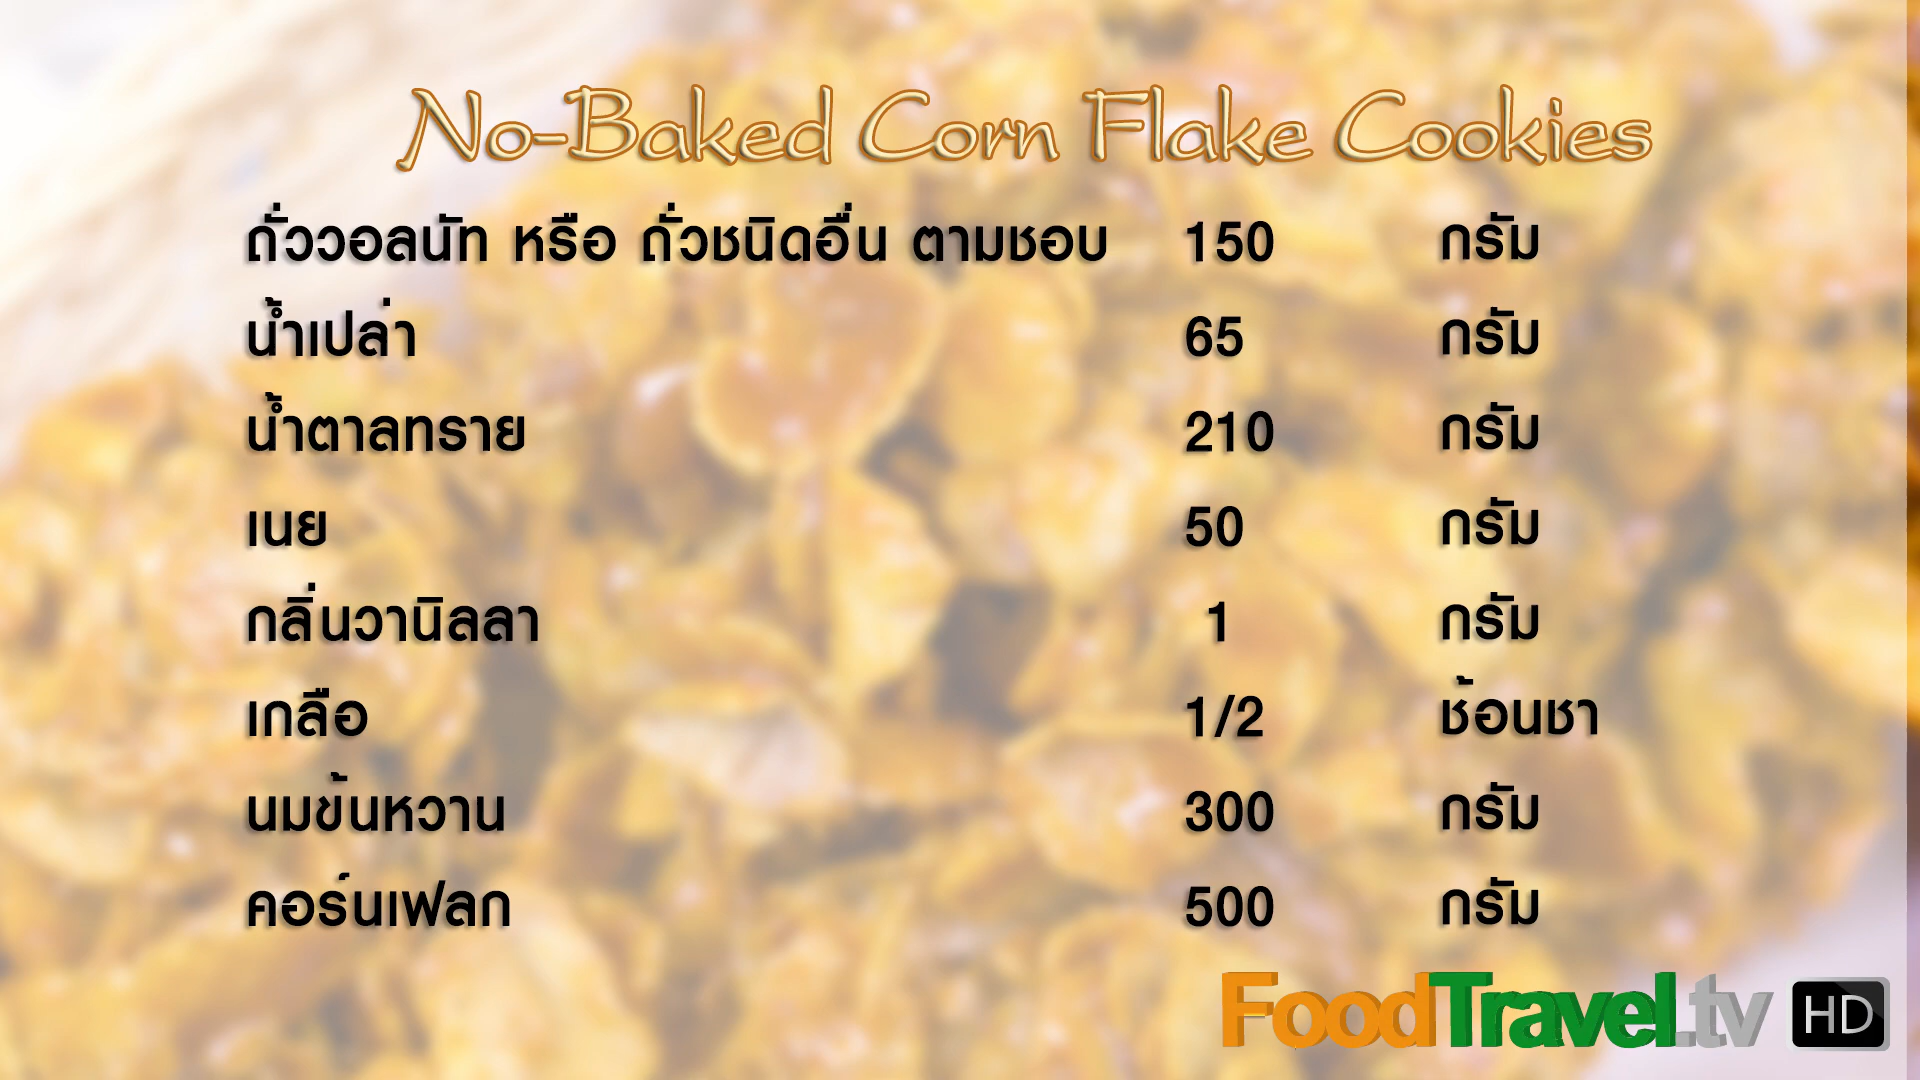 No-Baked Corn Flake Cookies
ถั่ววอลนัท หรือ ถั่วชนิดอื่น ตามชอบ 150 กรัม
น้ำเปล่า 65 กรัม
น้ำตาลทราย 210 กรัม
เนย 50 กรัม
กลิ่นวานิลลา 1 กรัม
เกลือ 1/2 ช้อนชา
นมข้นหวาน 300 กรัม
คอร์นเฟลก 500 กรัม
FoodTravel.tv HD